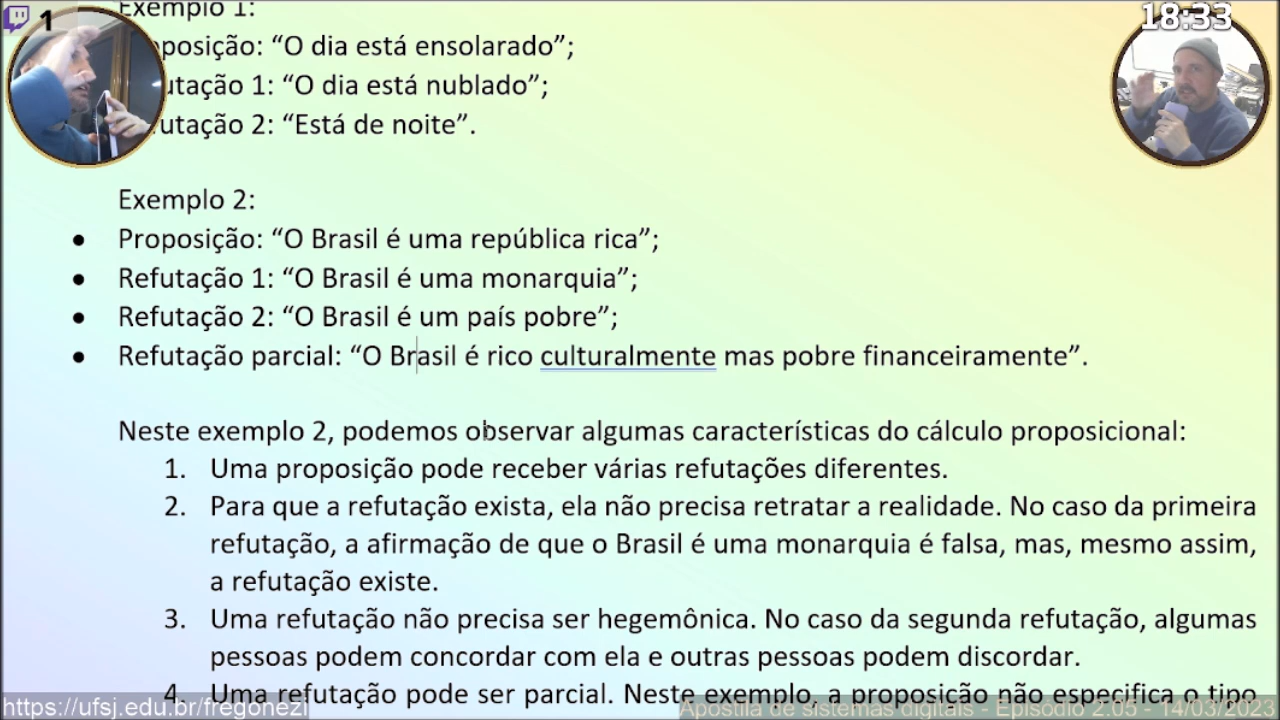 1
18:33
Exemplo 1:
posição: “O dia está ensolarado”;
utação 1: “O dia está nublado”;
utação 2: “Está de noite”.
Exemplo 2:
• Proposição: “O Brasil é uma república rica”;
• Refutação 1: “O Brasil é uma monarquia”;
• Refutação 2: “O Brasil é um país pobre”;
• Refutação parcial: “O Brasil é rico culturalmente mas pobre financeiramente”.
Neste exemplo 2, podemos observar algumas características do cálculo proposicional:
1. Uma proposição pode receber várias refutações diferentes.
2. Para que a refutação exista, ela não precisa retratar a realidade. No caso da primeira
refutação, a afirmação de que o Brasil é uma monarquia é falsa, mas, mesmo assim,
a refutação existe.
3. Uma refutação não precisa ser hegemônica. No caso da segunda refutação, algumas
pessoas podem concordar com ela e outras pessoas podem discordar.
4. Uma refutação pode ser parcial. Neste exemplo, a proposição não especifica o tipo
https://ufsj.edu.br/fregonezi
Apostila de sistemas digitais - Episódio 2.05 - 14/03/2023